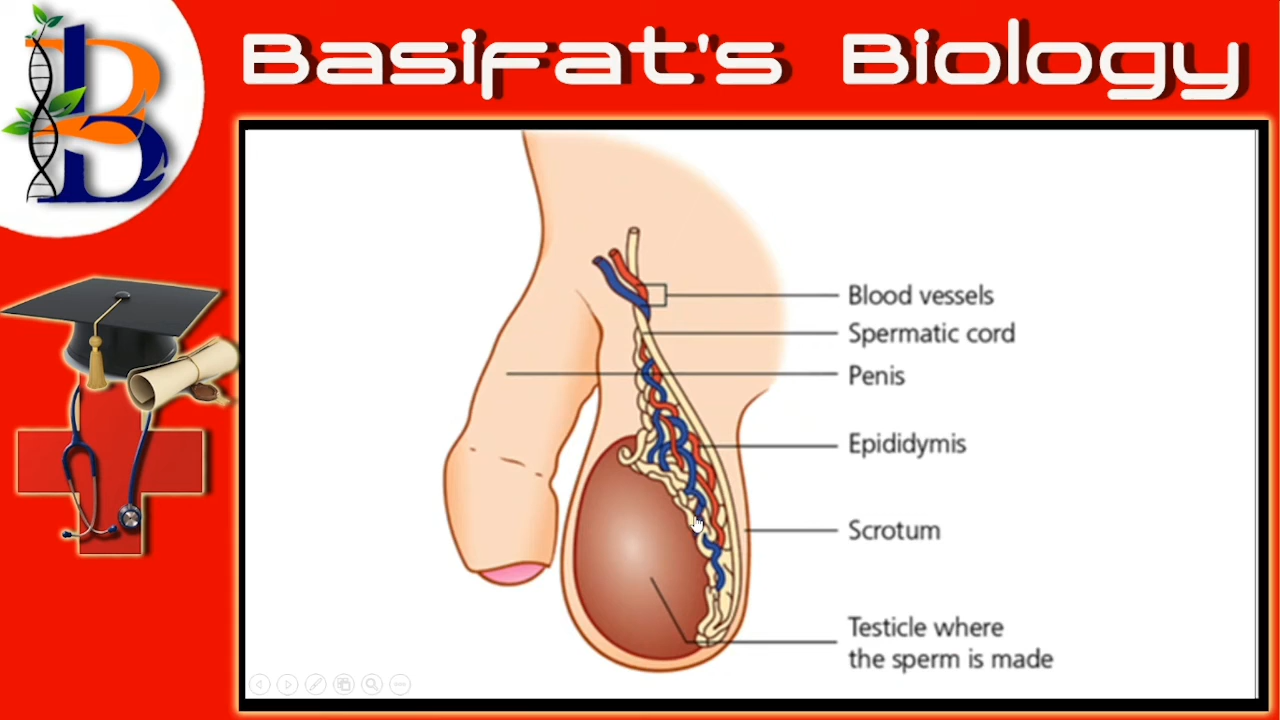 Basifat's Biology
Blood vessels
Spermatic cord
Penis
Epididymis
Scrotum
Testicle where
the sperm is made